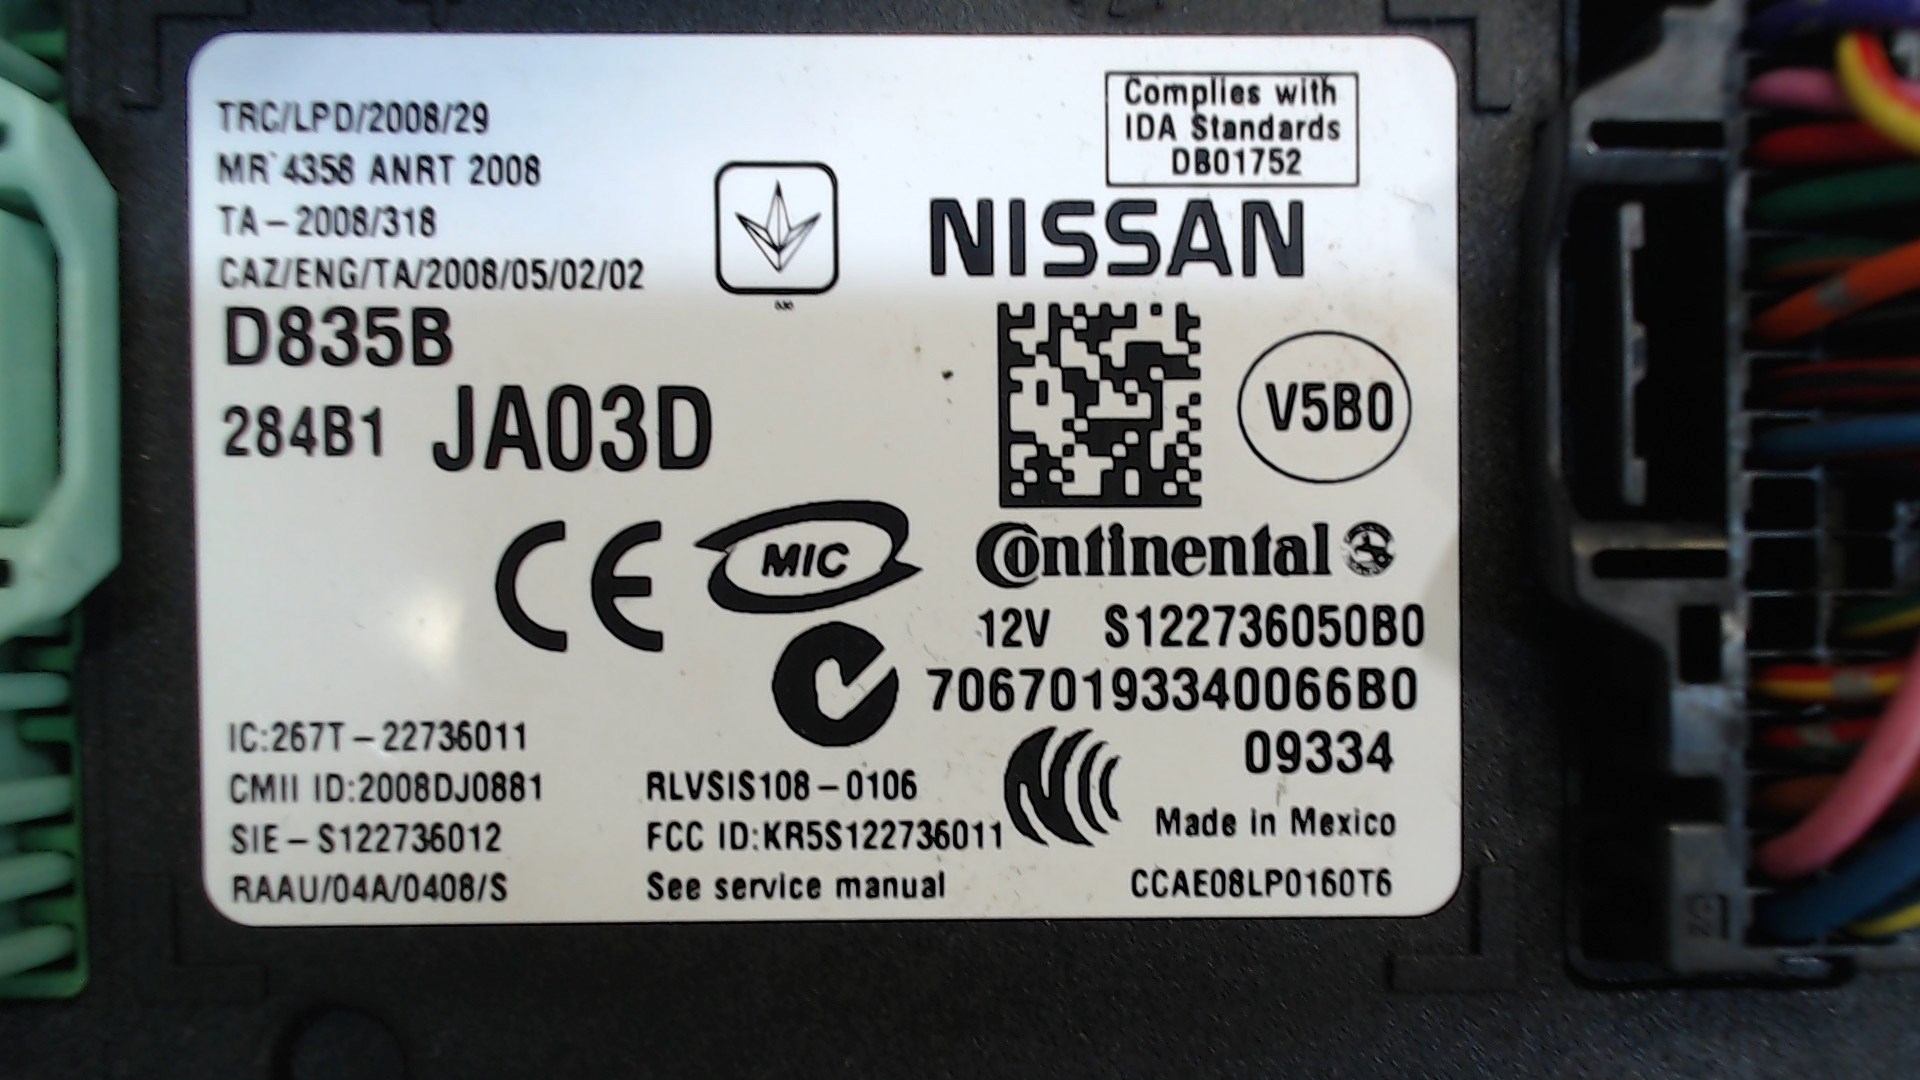 TRC/LPD/2008/29
MR 4358 ANRT 2008
TA-2008/318
CAZ/ENG/TA/2008/05/02/02
Complies with
IDA Standards
DB01752
NISSAN
D835B
284B1 JA03D
V5B0
CE
MIC
Continental
12V S122736050B0
70670193340066B0
09334
IC:267T-22736011
CMII ID:2008DJ0881
SIE-S122736012
RAAU/04A/0408/S
RLVSIS108-0106
FCC ID:KR5S122736011
See service manual
Made in Mexico
CCAE08LP0160T6